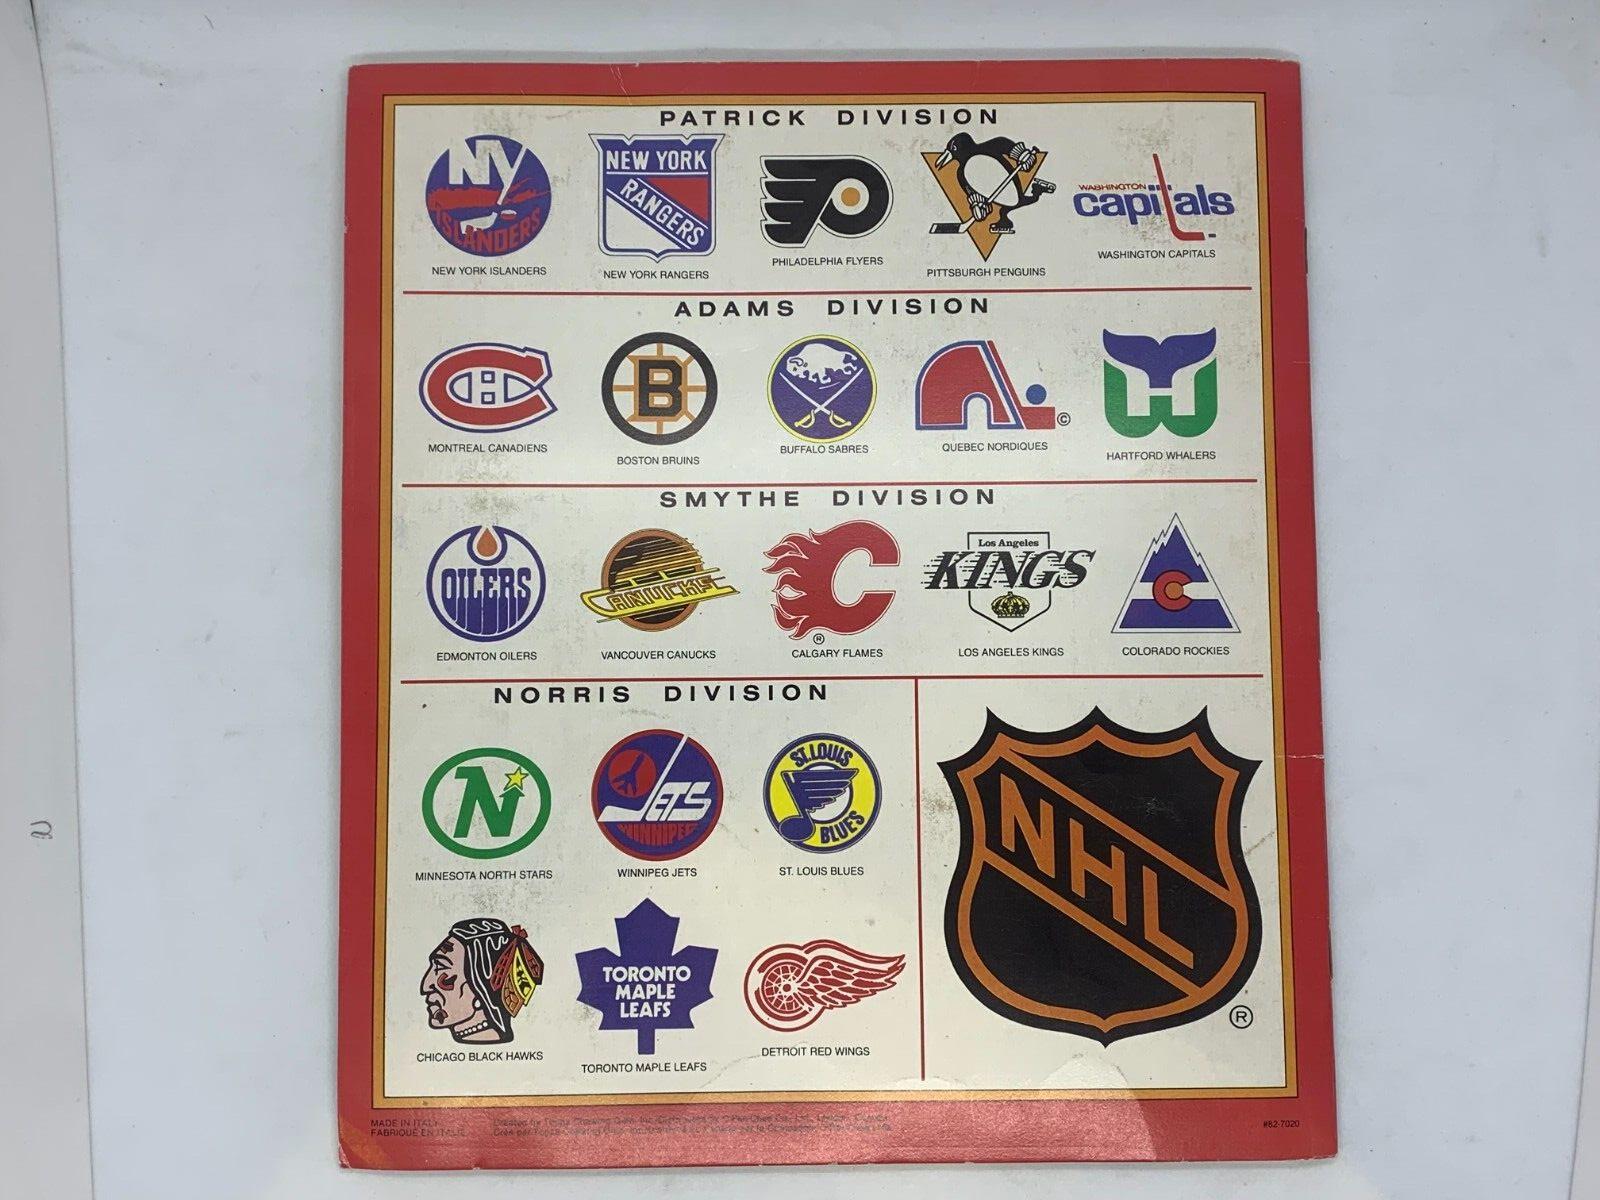 PATRICK DIVISION
NY
ISLANDERS
NEW YORK ISLANDERS
NEW YORK
RANGERS
NEW YORK RANGERS
PHILADELPHIA FLYERS
PITTSBURGH PENGUINS
WASHINGTON
capitals
WASHINGTON CAPITALS
ADAMS DIVISION
MONTREAL CANADIENS
B
BOSTON BRUINS
BUFFALO SABRES
©
QUEBEC NORDIQUES
HARTFORD WHALERS
SMYTHE DIVISION
OILERS
EDMONTON OILERS
CANUCKS
VANCOUVER CANUCKS
C
®
CALGARY FLAMES
Los Angeles
KINGS
LOS ANGELES KINGS
C
COLORADO ROCKIES
NORRIS DIVISION
N
MINNESOTA NORTH STARS
JETS
WINNIPEG
WINNIPEG JETS
ST. LOUIS
BLUES
ST. LOUIS BLUES
CHICAGO BLACK HAWKS
TORONTO
MAPLE
LEAFS
TORONTO MAPLE LEAFS
DETROIT RED WINGS
NHL
®
MADE IN ITALY
FABRIQUÉ EN ITALIE
#82-7020